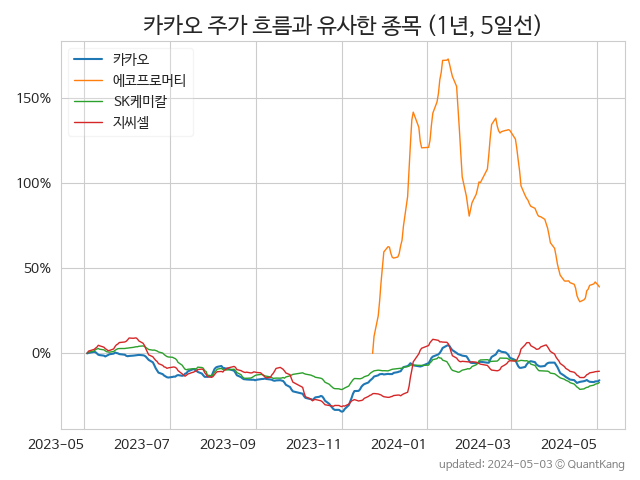 카카오 주가 흐름과 유사한 종목 (1년, 5일선)
카카오
에코프로머티
SK케미칼
지씨셀
150%
100%
50%
0%
2023-05 2023-07 2023-09 2023-11 2024-01 2024-03 2024-05
updated: 2024-05-03 © QuantKang